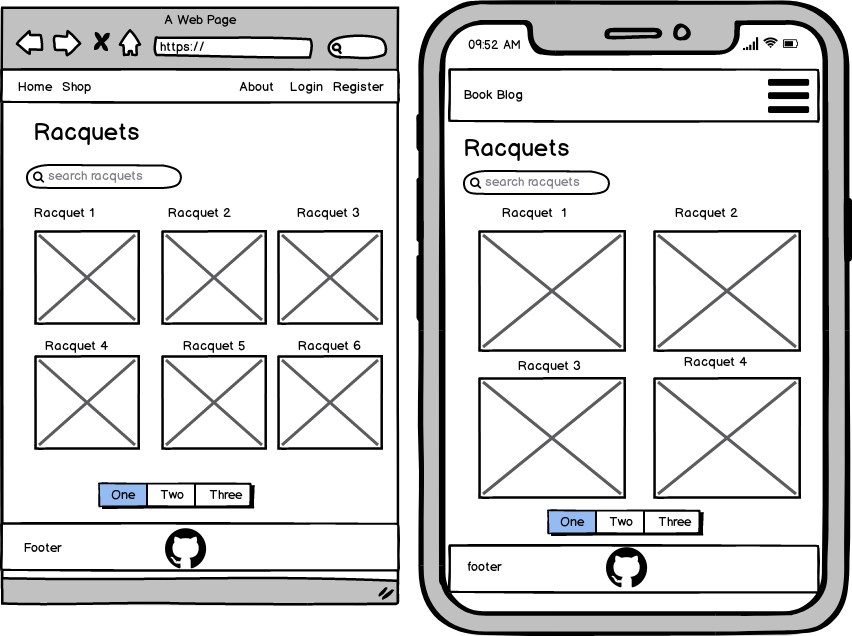 A Web Page
https://
Home Shop About Login Register
Racquets
search racquets
Racquet 1 Racquet 2 Racquet 3
Racquet 4 Racquet 5 Racquet 6
One Two Three
Footer
09:52 AM
Book Blog
Racquets
search racquets
Racquet 1 Racquet 2
Racquet 3 Racquet 4
One Two Three
footer